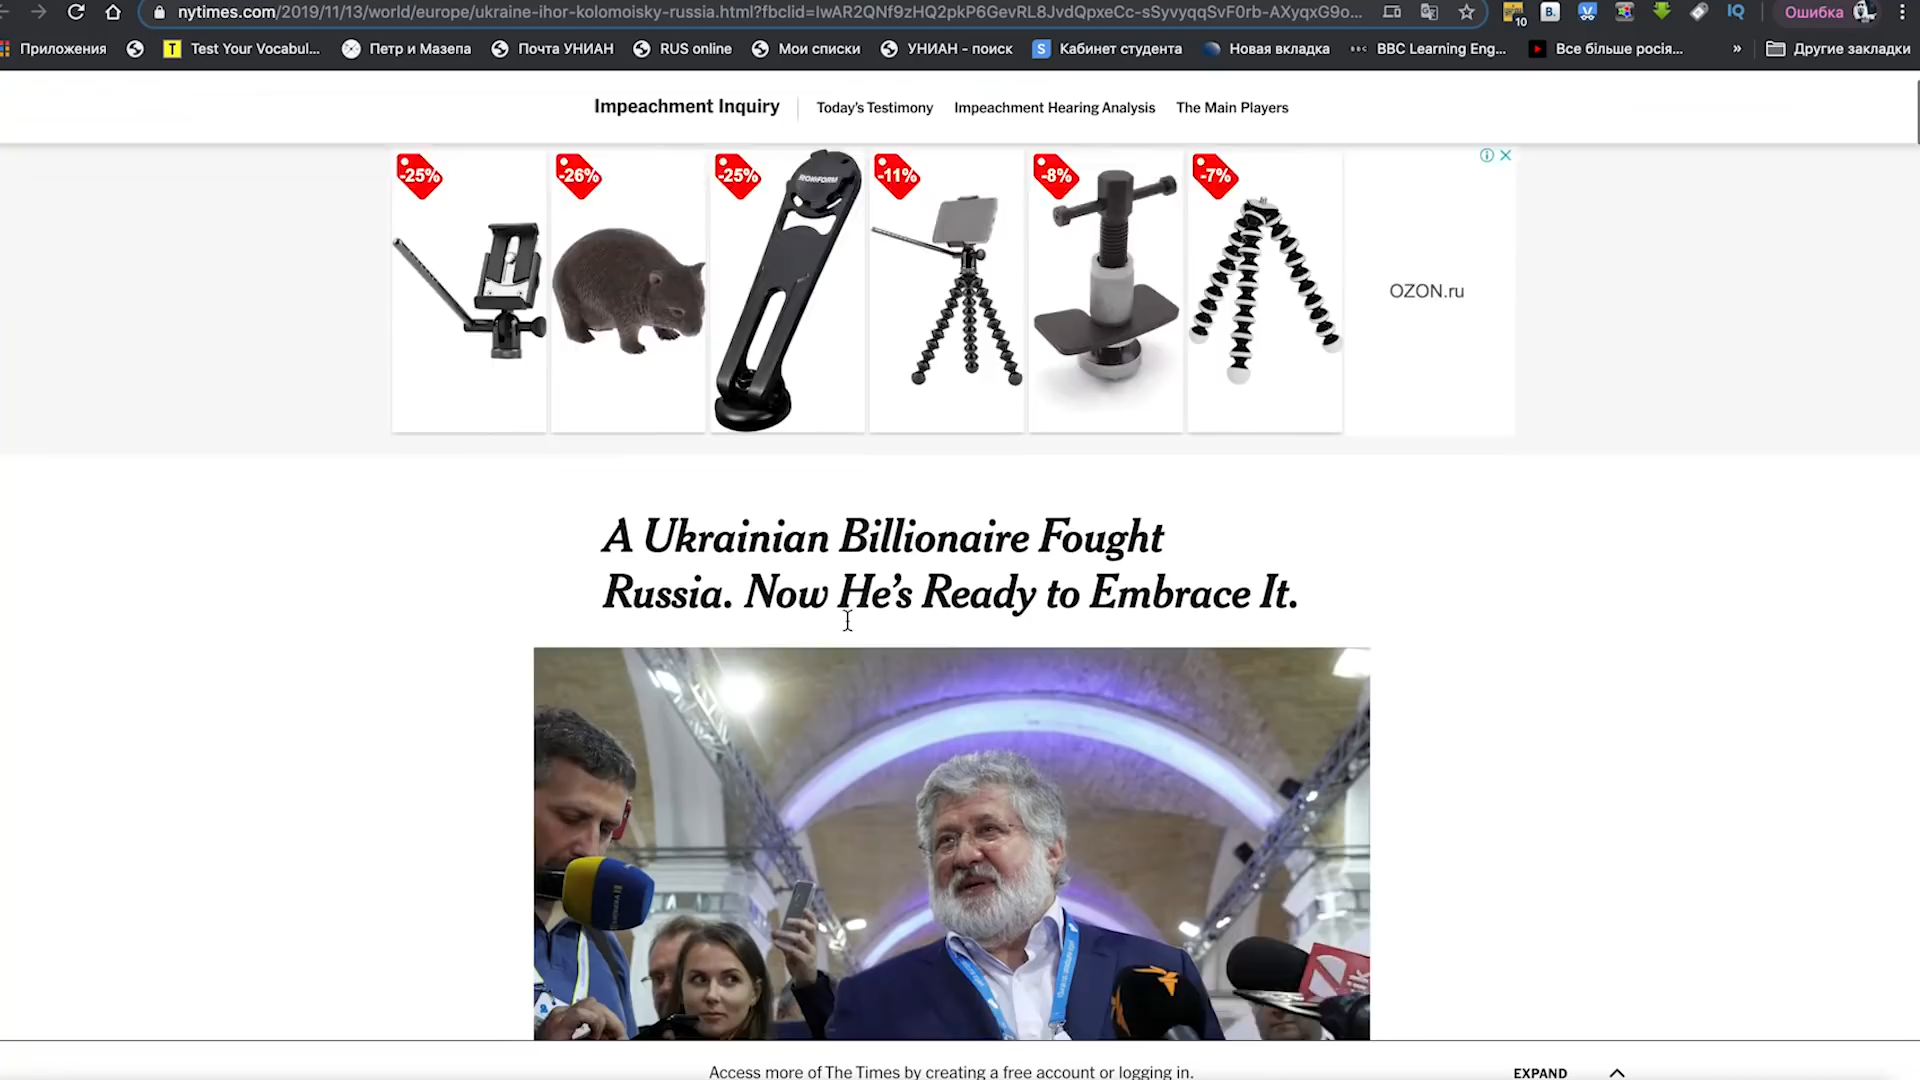 nytimes.com/2019/11/13/world/europe/ukraine-ihor-kolomoisky-russia.html?fbclid=IwAR2QNf9zHQ2pkP6GevRL8JvdQpxeCc-sSyvyqqSvF0rb-AXyqxG9o...
10
B.
IQ
Ошибка
Приложения
T Test Your Vocabul...
Петр и Мазепа
Почта УНИАН
RUS online
Мои списки
УНИАН - поиск
S Кабинет студента
Новая вкладка
BBC BBC Learning Eng...
Все більше росія...
»
Другие закладки
Impeachment Inquiry
Today's Testimony
Impeachment Hearing Analysis
The Main Players
-25%
-26%
-25%
-11%
-8%
-7%
ROKFORM
OZON.ru
A Ukrainian Billionaire Fought
Russia. Now He's Ready to Embrace It.
Access more of The Times by creating a free account or logging in.
EXPAND